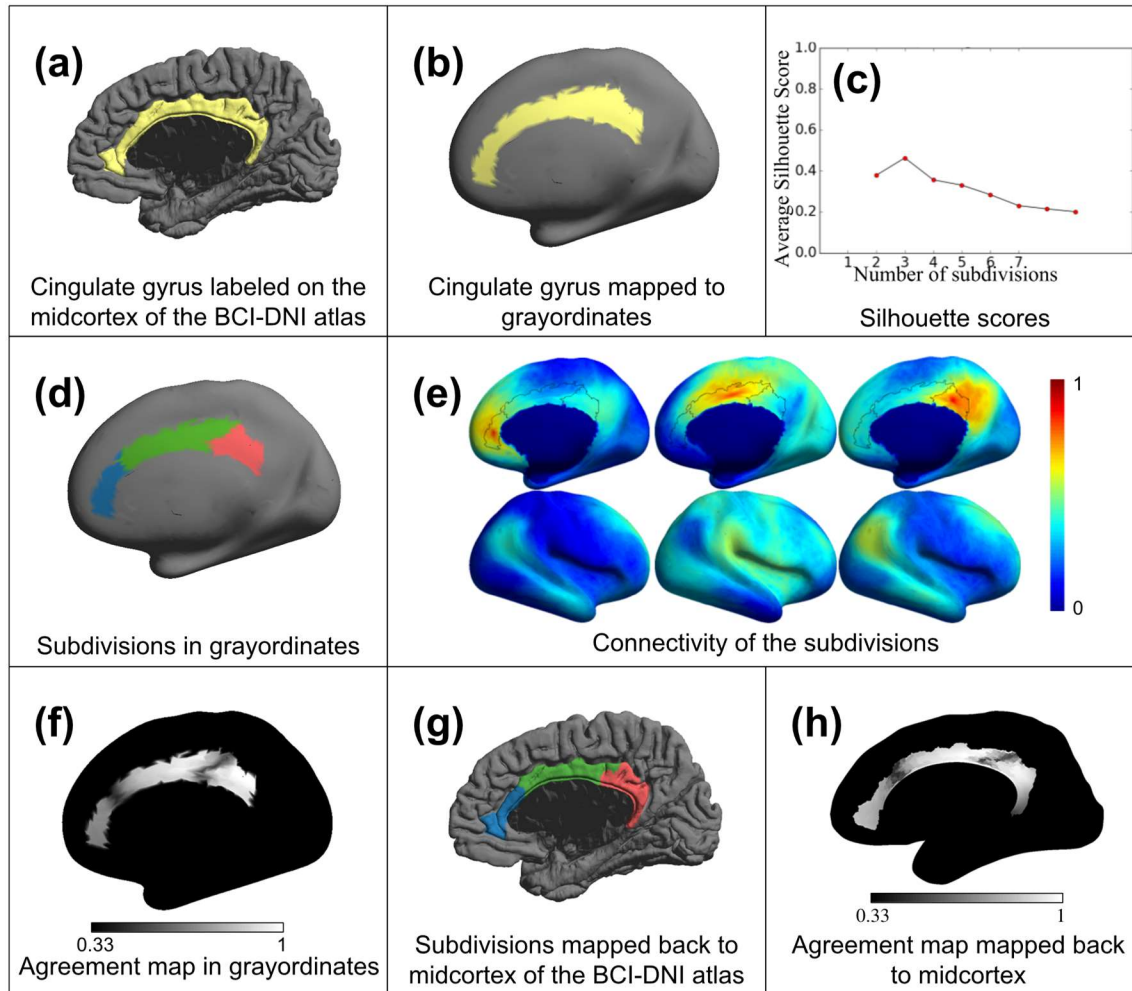 (a)
Cingulate gyrus labeled on the
midcortex of the BCI-DNI atlas
(b)
Cingulate gyrus mapped to
grayordinates
(c)
Average Silhouette Score
1.0
0.8
0.6
0.4
0.2
0.0
1 2 3 4 5 6 7
Number of subdivisions
Silhouette scores
(d)
Subdivisions in grayordinates
(e)
1
0
Connectivity of the subdivisions
(f)
0.33 1
Agreement map in grayordinates
(g)
Subdivisions mapped back to
midcortex of the BCI-DNI atlas
(h)
0.33 1
Agreement map mapped back
to midcortex